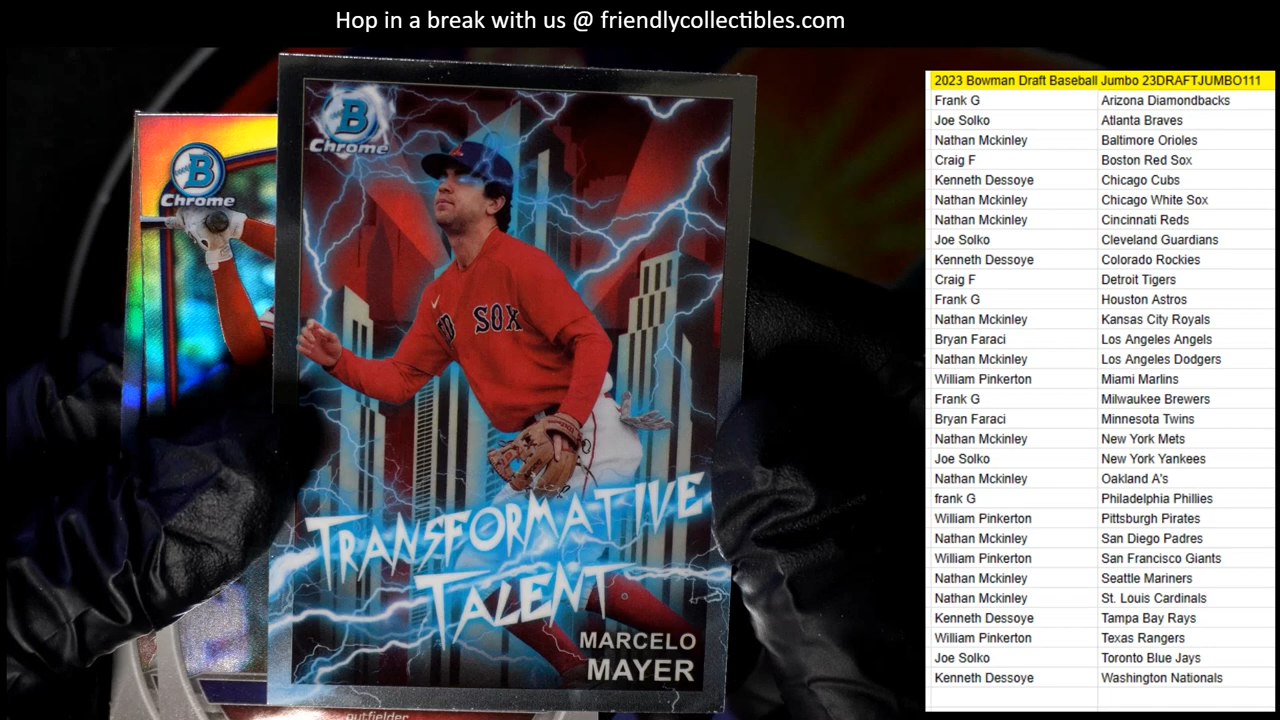 Hop in a break with us @ friendlycollectibles.com
B
Chrome
B
Chrome
SOX
TRANSFORMATIVE
TALENT
MARCELO
MAYER
outfielder
2023 Bowman Draft Baseball Jumbo 23DRAFTJUMBO111
Frank G Arizona Diamondbacks
Joe Solko Atlanta Braves
Nathan Mckinley Baltimore Orioles
Craig F Boston Red Sox
Kenneth Dessoye Chicago Cubs
Nathan Mckinley Chicago White Sox
Nathan Mckinley Cincinnati Reds
Joe Solko Cleveland Guardians
Kenneth Dessoye Colorado Rockies
Craig F Detroit Tigers
Frank G Houston Astros
Nathan Mckinley Kansas City Royals
Bryan Faraci Los Angeles Angels
Nathan Mckinley Los Angeles Dodgers
William Pinkerton Miami Marlins
Frank G Milwaukee Brewers
Bryan Faraci Minnesota Twins
Nathan Mckinley New York Mets
Joe Solko New York Yankees
Nathan Mckinley Oakland A's
frank G Philadelphia Phillies
William Pinkerton Pittsburgh Pirates
Nathan Mckinley San Diego Padres
William Pinkerton San Francisco Giants
Nathan Mckinley Seattle Mariners
Nathan Mckinley St. Louis Cardinals
Kenneth Dessoye Tampa Bay Rays
William Pinkerton Texas Rangers
Joe Solko Toronto Blue Jays
Kenneth Dessoye Washington Nationals